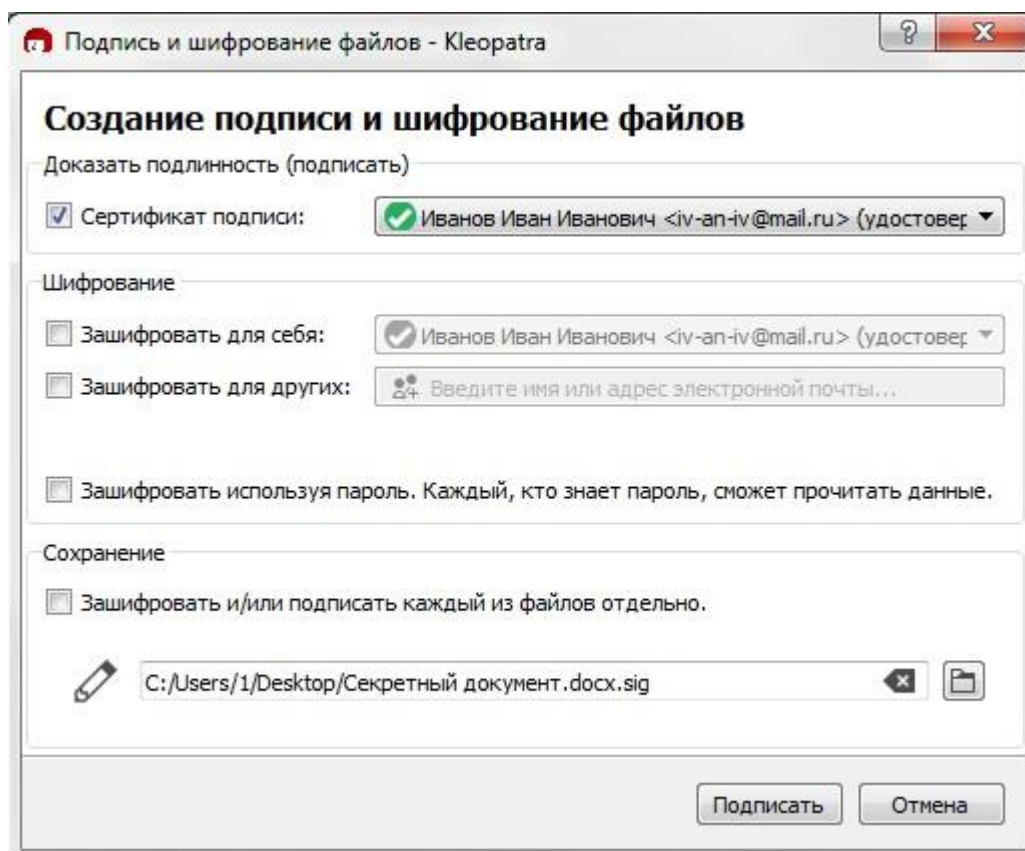 Подпись и шифрование файлов - Kleopatra
Создание подписи и шифрование файлов
Доказать подлинность (подписать)
Сертификат подписи: Иванов Иван Иванович <iv-an-iv@mail.ru> (удостовер
Шифрование
Зашифровать для себя: Иванов Иван Иванович <iv-an-iv@mail.ru> (удостовер
Зашифровать для других: Введите имя или адрес электронной почты...
Зашифровать используя пароль. Каждый, кто знает пароль, сможет прочитать данные.
Сохранение
Зашифровать и/или подписать каждый из файлов отдельно.
C:/Users/1/Desktop/Секретный документ.docx.sig
Подписать Отмена